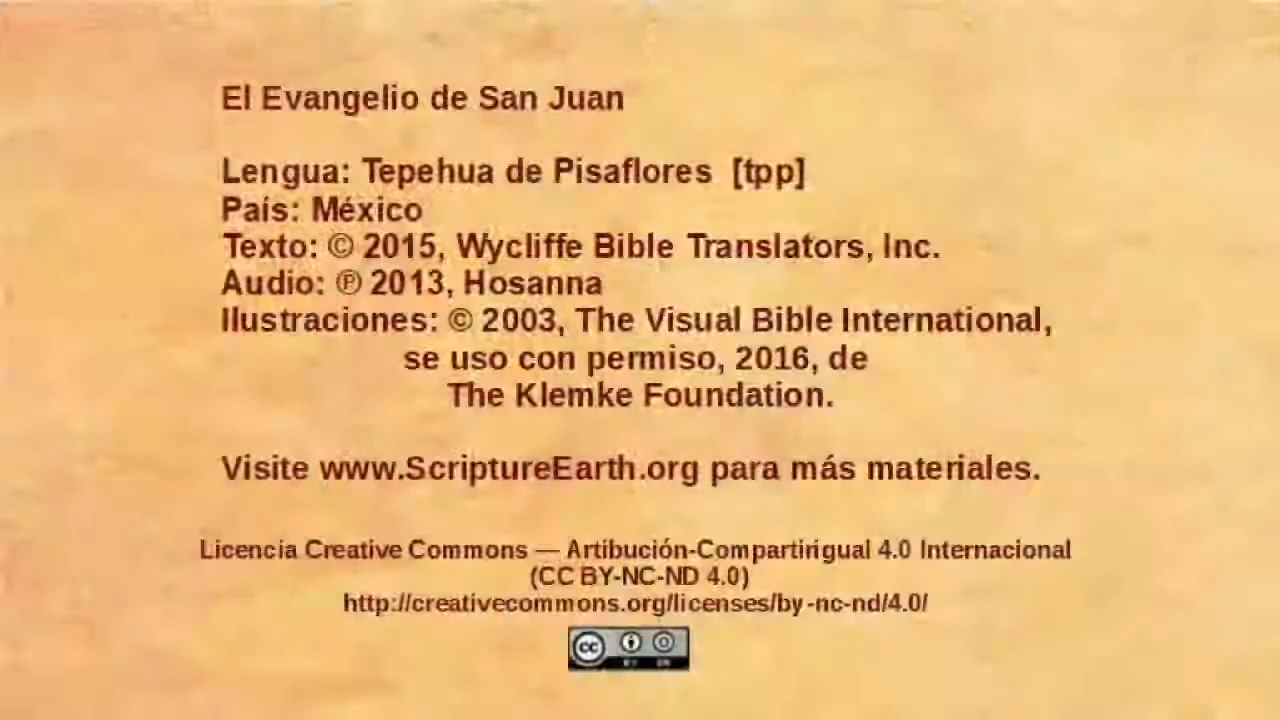 El Evangelio de San Juan
Lengua: Tepehua de Pisaflores [tpp]
País: México
Texto: © 2015, Wycliffe Bible Translators, Inc.
Audio: ℗ 2013, Hosanna
Ilustraciones: © 2003, The Visual Bible International,
se uso con permiso, 2016, de
The Klemke Foundation.
Visite www.ScriptureEarth.org para más materiales.
Licencia Creative Commons — Artibución-Compartirigual 4.0 Internacional
(CC BY-NC-ND 4.0)
http://creativecommons.org/licenses/by-nc-nd/4.0/
cc